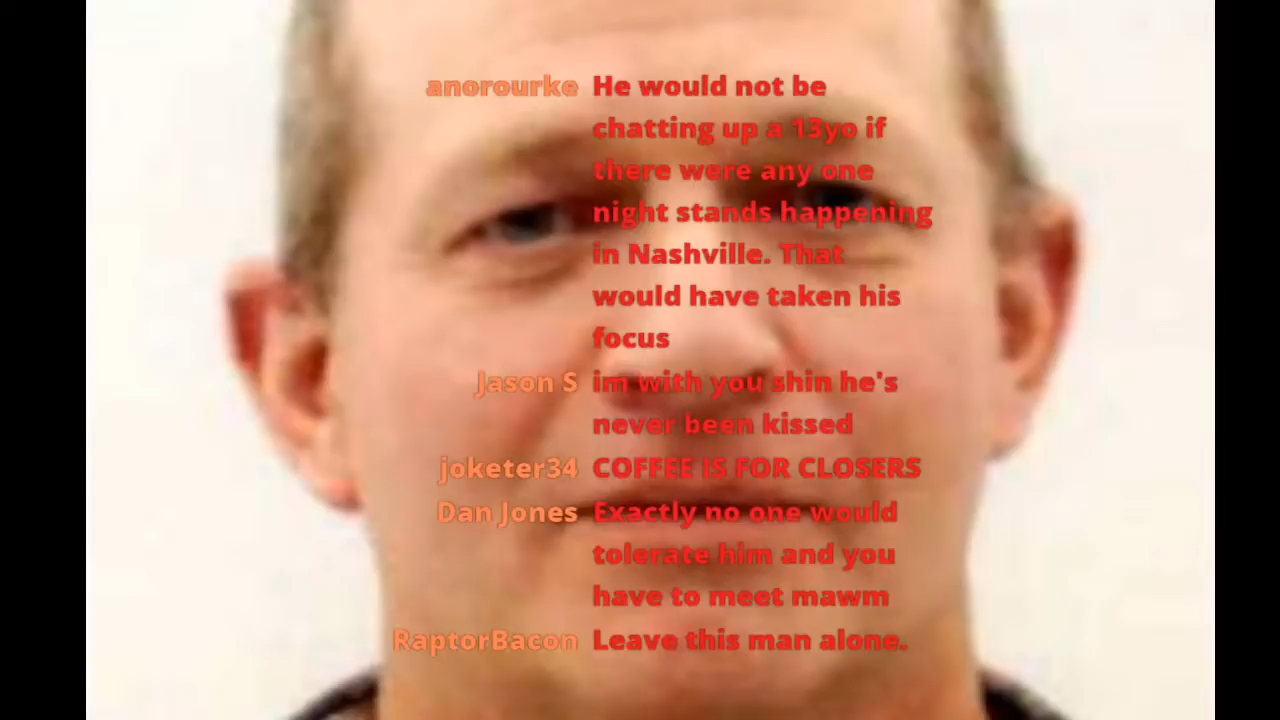 anorourke He would not be
chatting up a 13yo if
there were any one
night stands happening
in Nashville. That
would have taken his
focus
Jason S im with you shin he's
never been kissed
joketer34 COFFEE IS FOR CLOSERS
Dan Jones Exactly no one would
tolerate him and you
have to meet mawm
RaptorBacon Leave this man alone.